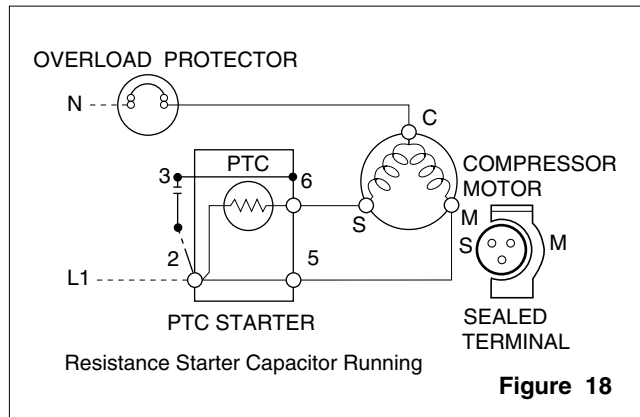 OVERLOAD PROTECTOR
N
C
3
PTC
6
COMPRESSOR
MOTOR
S
M
S
M
2
5
L1
PTC STARTER
SEALED
TERMINAL
Resistance Starter Capacitor Running
Figure 18